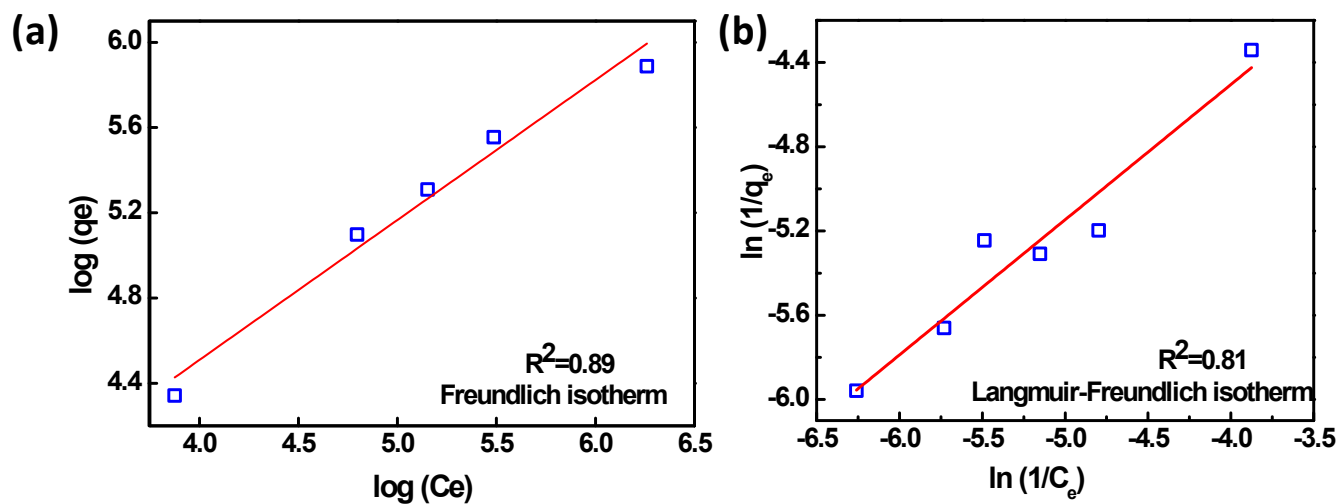 (a)
6.0
5.6
5.2
4.8
4.4
log (qe)
R²=0.89
Freundlich isotherm
4.0 4.5 5.0 5.5 6.0 6.5
log (Ce)
(b)
-4.4
-4.8
-5.2
-5.6
-6.0
ln (1/qₑ)
R²=0.81
Langmuir-Freundlich isotherm
-6.5 -6.0 -5.5 -5.0 -4.5 -4.0 -3.5
ln (1/Cₑ)